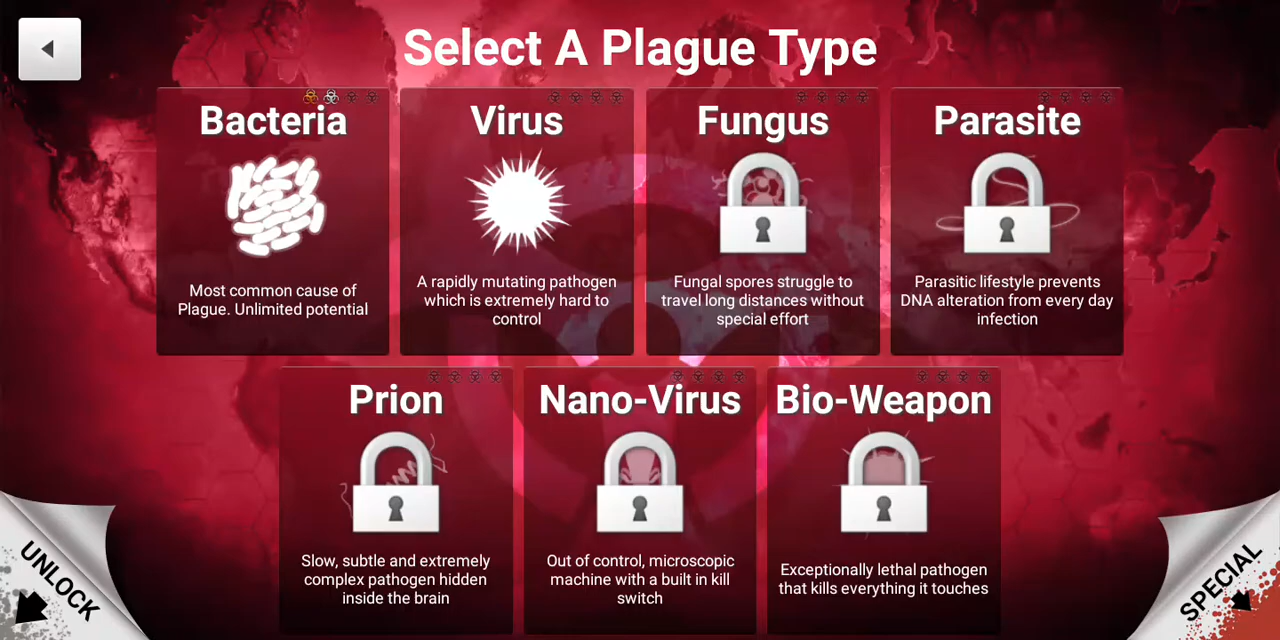 Select A Plague Type
Bacteria
Most common cause of
Plague. Unlimited potential
Virus
A rapidly mutating pathogen
which is extremely hard to
control
Fungus
Fungal spores struggle to
travel long distances without
special effort
Parasite
Parasitic lifestyle prevents
DNA alteration from every day
infection
Prion
Slow, subtle and extremely
complex pathogen hidden
inside the brain
Nano-Virus
Out of control, microscopic
machine with a built in kill
switch
Bio-Weapon
Exceptionally lethal pathogen
that kills everything it touches
UNLOCK
SPECIAL